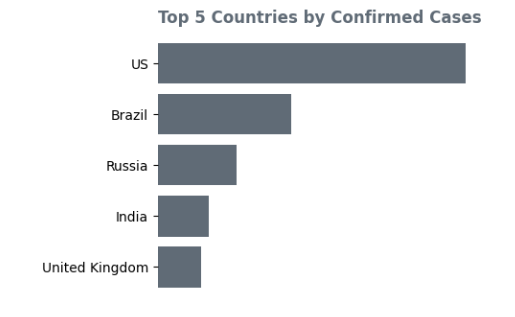 Top 5 Countries by Confirmed Cases
US
Brazil
Russia
India
United Kingdom